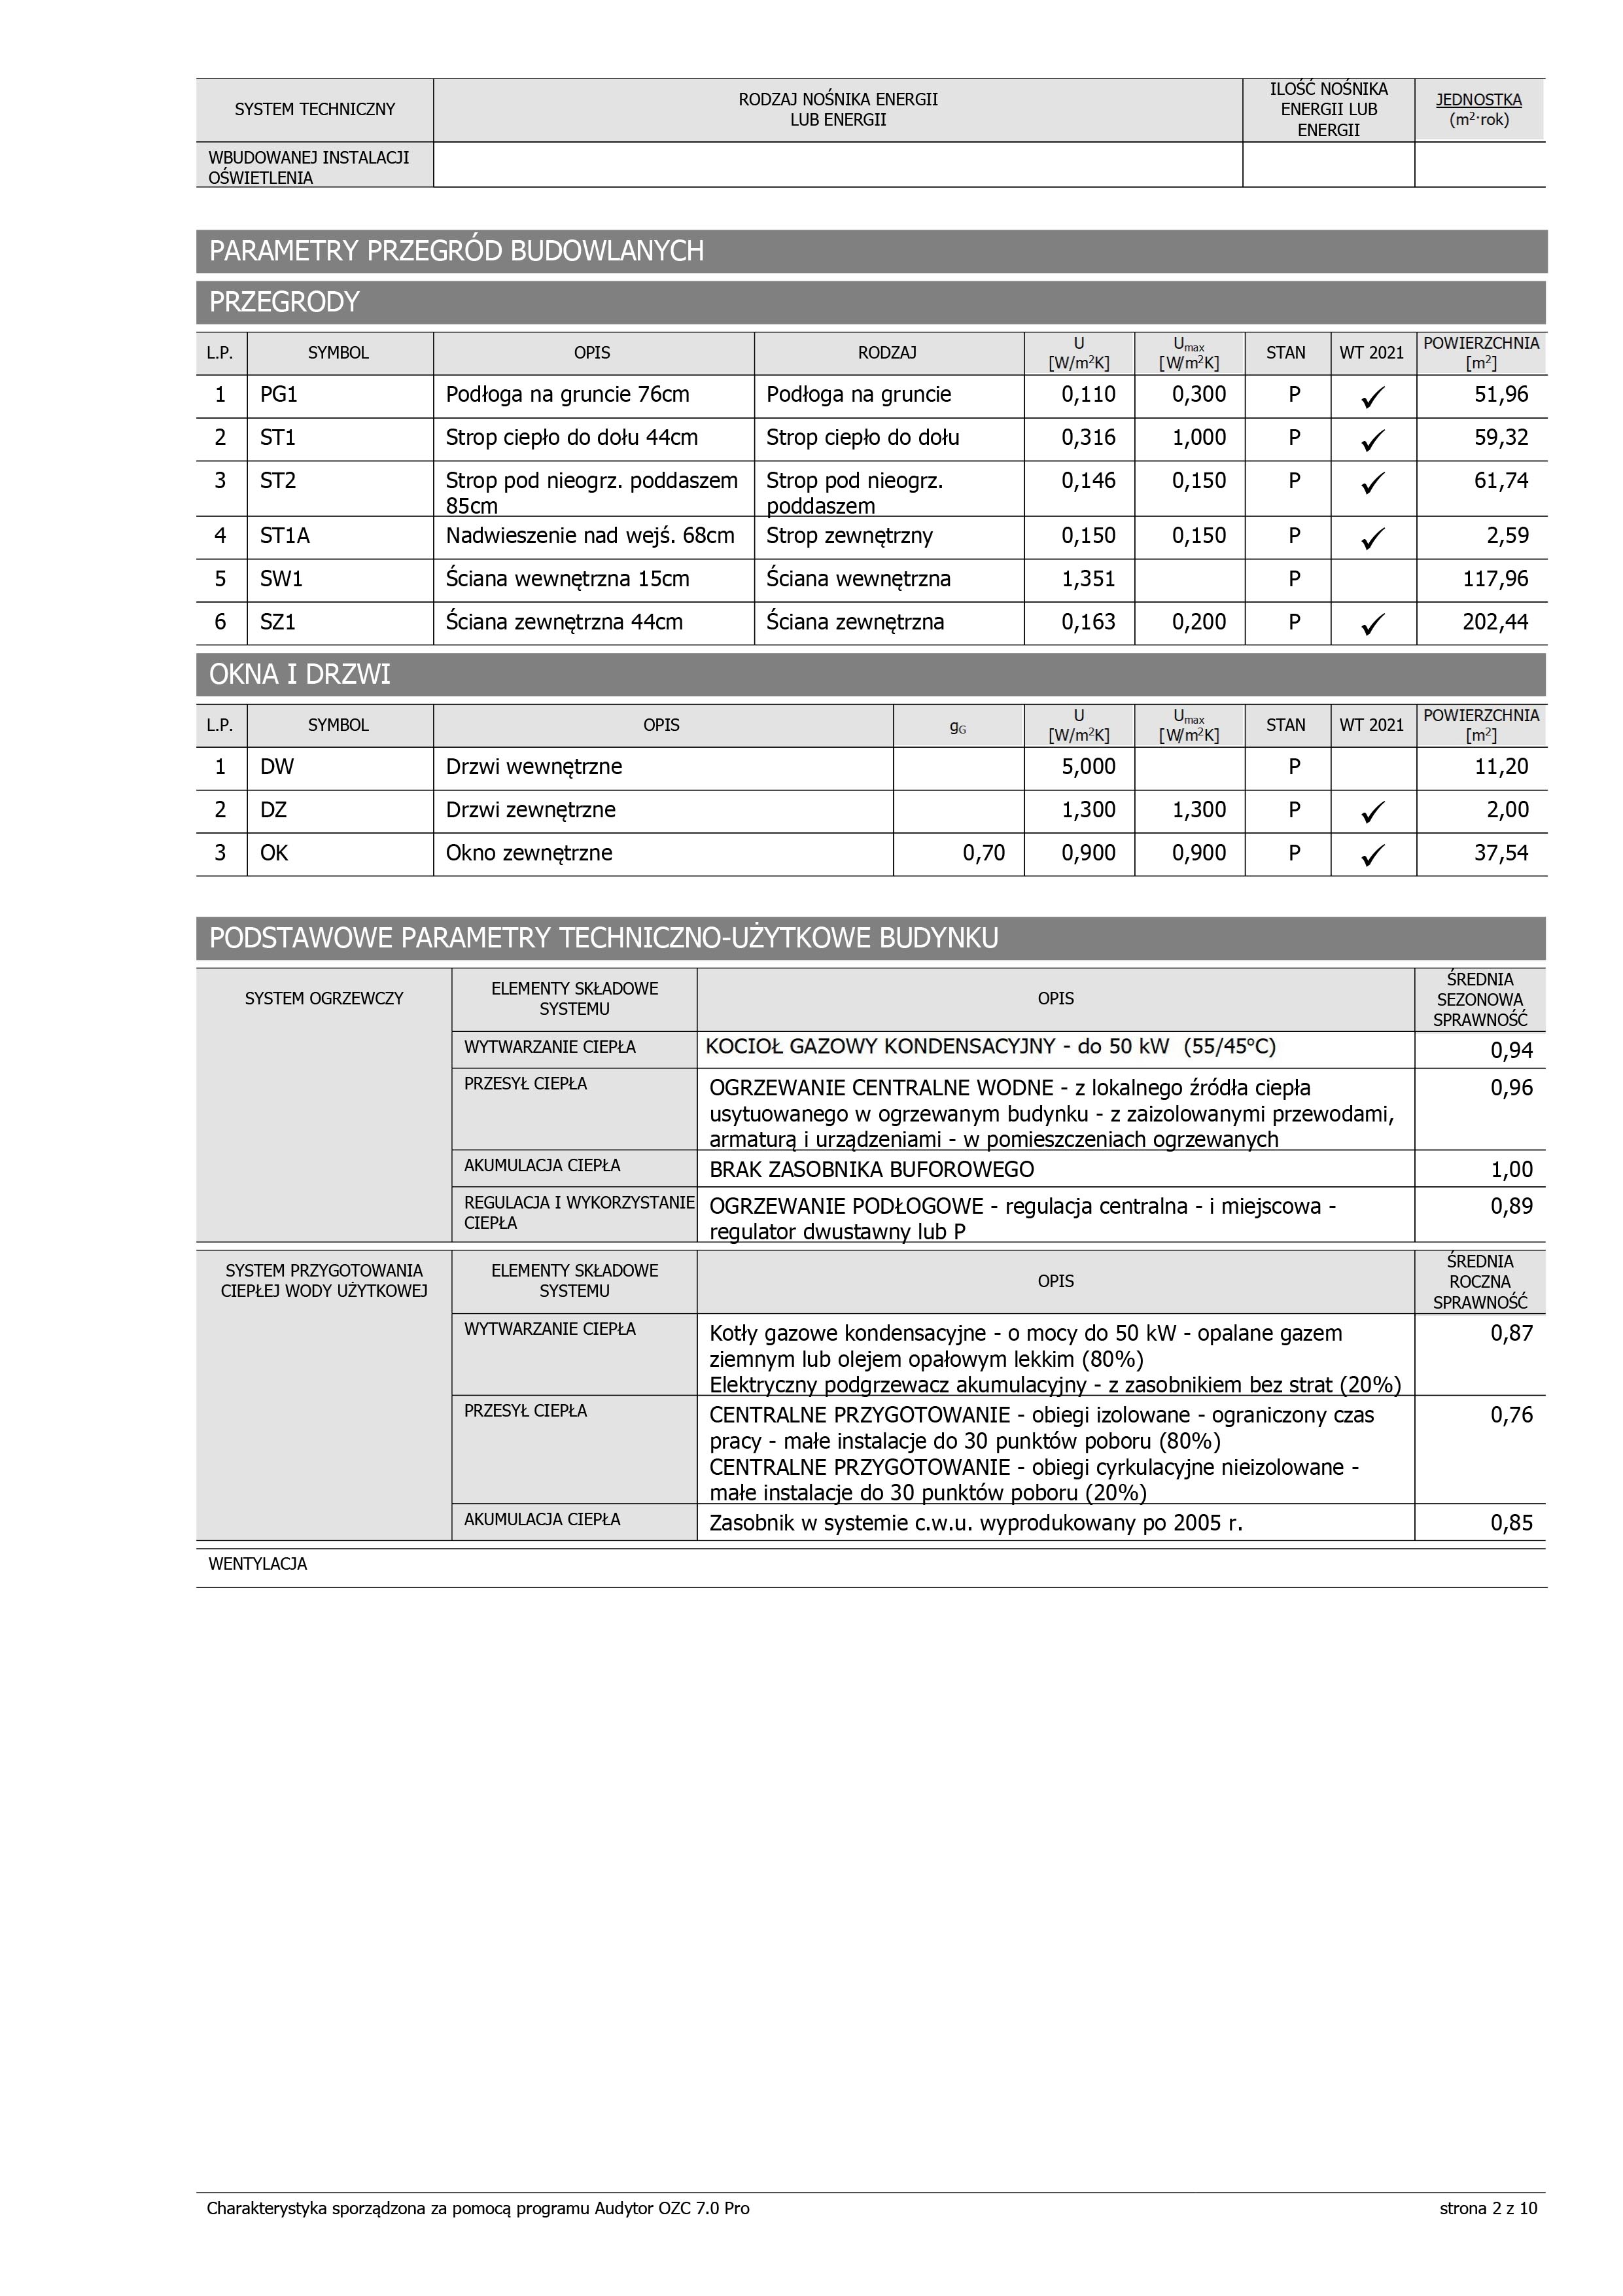 SYSTEM TECHNICZNY
RODZAJ NOŚNIKA ENERGII
LUB ENERGII
ILOŚĆ NOŚNIKA
ENERGII LUB
ENERGII
JEDNOSTKA
(m²·rok)
WBUDOWANEJ INSTALACJI
OŚWIETLENIA
PARAMETRY PRZEGRÓD BUDOWLANYCH
PRZEGRODY
L.P. SYMBOL OPIS RODZAJ U [W/m²K] Umax [W/m²K] STAN WT 2021 POWIERZCHNIA [m²]
1 PG1 Podłoga na gruncie 76cm Podłoga na gruncie 0,110 0,300 P ✓ 51,96
2 ST1 Strop ciepło do dołu 44cm Strop ciepło do dołu 0,316 1,000 P ✓ 59,32
3 ST2 Strop pod nieogrz. poddaszem Strop pod nieogrz. 0,146 0,150 P ✓ 61,74
85cm poddaszem
4 ST1A Nadwieszenie nad wejś. 68cm Strop zewnętrzny 0,150 0,150 P ✓ 2,59
5 SW1 Ściana wewnętrzna 15cm Ściana wewnętrzna 1,351 P 117,96
6 SZ1 Ściana zewnętrzna 44cm Ściana zewnętrzna 0,163 0,200 P ✓ 202,44
OKNA I DRZWI
L.P. SYMBOL OPIS gG U [W/m²K] Umax [W/m²K] STAN WT 2021 POWIERZCHNIA [m²]
1 DW Drzwi wewnętrzne 5,000 P 11,20
2 DZ Drzwi zewnętrzne 1,300 1,300 P ✓ 2,00
3 OK Okno zewnętrzne 0,70 0,900 0,900 P ✓ 37,54
PODSTAWOWE PARAMETRY TECHNICZNO-UŻYTKOWE BUDYNKU
SYSTEM OGRZEWCZY
ELEMENTY SKŁADOWE
SYSTEMU
OPIS
ŚREDNIA
SEZONOWA
SPRAWNOŚĆ
WYTWARZANIE CIEPŁA KOCIOŁ GAZOWY KONDENSACYJNY - do 50 kW (55/45°C) 0,94
PRZESYŁ CIEPŁA OGRZEWANIE CENTRALNE WODNE - z lokalnego źródła ciepła 0,96
usytuowanego w ogrzewanym budynku - z zaizolowanymi przewodami,
armaturą i urządzeniami - w pomieszczeniach ogrzewanych
AKUMULACJA CIEPŁA BRAK ZASOBNIKA BUFOROWEGO 1,00
REGULACJA I WYKORZYSTANIE OGRZEWANIE PODŁOGOWE - regulacja centralna - i miejscowa - 0,89
CIEPŁA regulator dwustawny lub P
SYSTEM PRZYGOTOWANIA
CIEPŁEJ WODY UŻYTKOWEJ
ELEMENTY SKŁADOWE
SYSTEMU
OPIS
ŚREDNIA
ROCZNA
SPRAWNOŚĆ
WYTWARZANIE CIEPŁA Kotły gazowe kondensacyjne - o mocy do 50 kW - opalane gazem 0,87
ziemnym lub olejem opałowym lekkim (80%)
Elektryczny podgrzewacz akumulacyjny - z zasobnikiem bez strat (20%)
PRZESYŁ CIEPŁA CENTRALNE PRZYGOTOWANIE - obiegi izolowane - ograniczony czas 0,76
pracy - małe instalacje do 30 punktów poboru (80%)
CENTRALNE PRZYGOTOWANIE - obiegi cyrkulacyjne nieizolowane -
małe instalacje do 30 punktów poboru (20%)
AKUMULACJA CIEPŁA Zasobnik w systemie c.w.u. wyprodukowany po 2005 r. 0,85
WENTYLACJA
Charakterystyka sporządzona za pomocą programu Audytor OZC 7.0 Pro strona 2 z 10